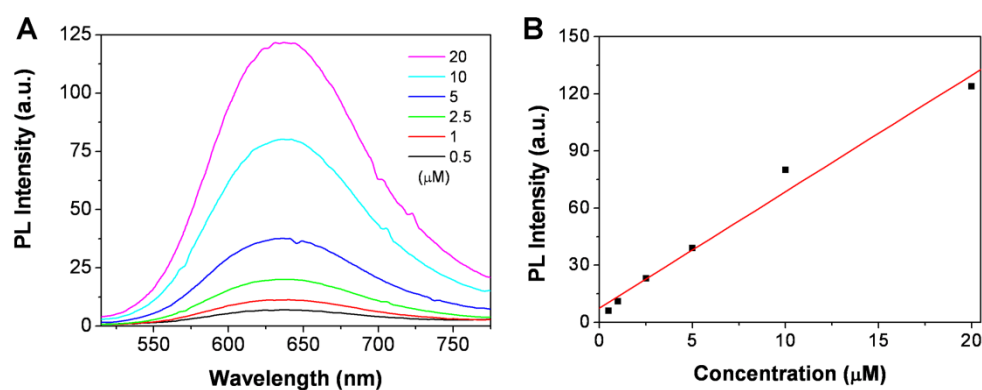 A
PL Intensity (a.u.)
125
100
75
50
25
0
20
10
5
2.5
1
0.5
(μM)
550 600 650 700 750
Wavelength (nm)
B
PL Intensity (a.u.)
150
120
90
60
30
0
0 5 10 15 20
Concentration (μM)